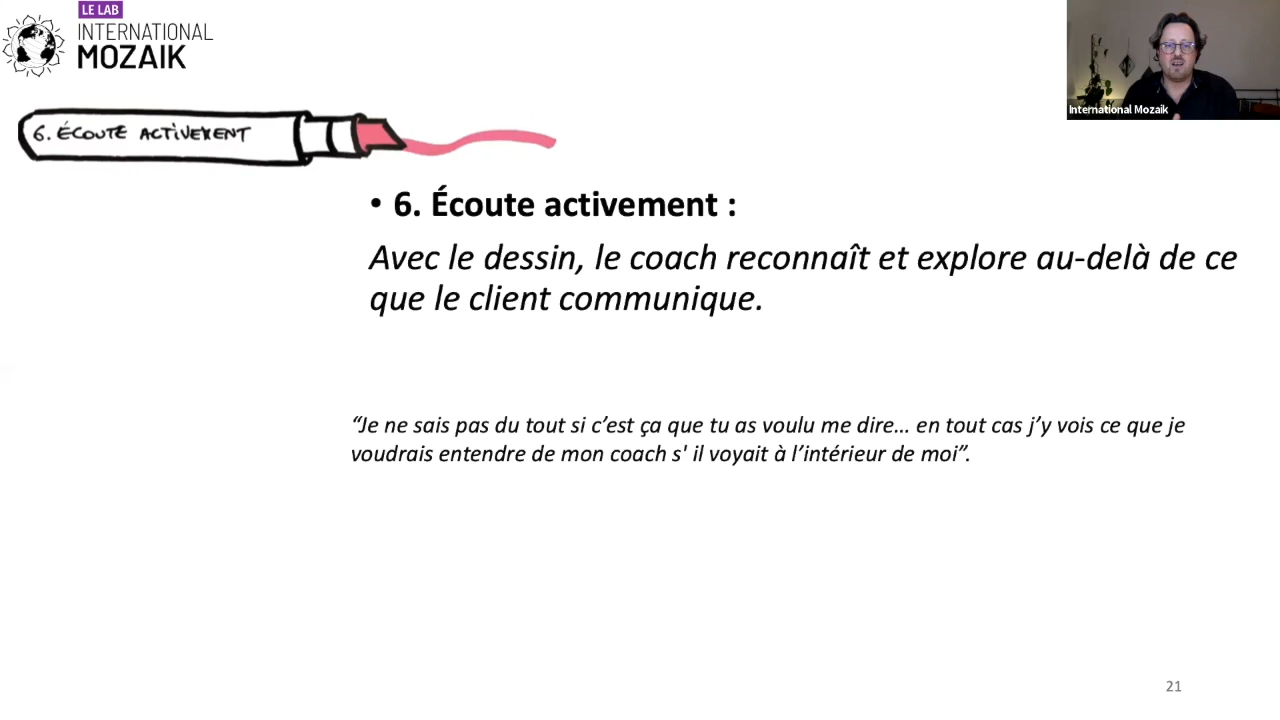 LE LAB
INTERNATIONAL
MOZAIK
International Mozaik
6. ÉCOUTE ACTIVEMENT
• 6. Écoute activement :
Avec le dessin, le coach reconnaît et explore au-delà de ce
que le client communique.
“Je ne sais pas du tout si c’est ça que tu as voulu me dire… en tout cas j’y vois ce que je
voudrais entendre de mon coach s' il voyait à l’intérieur de moi”.
21